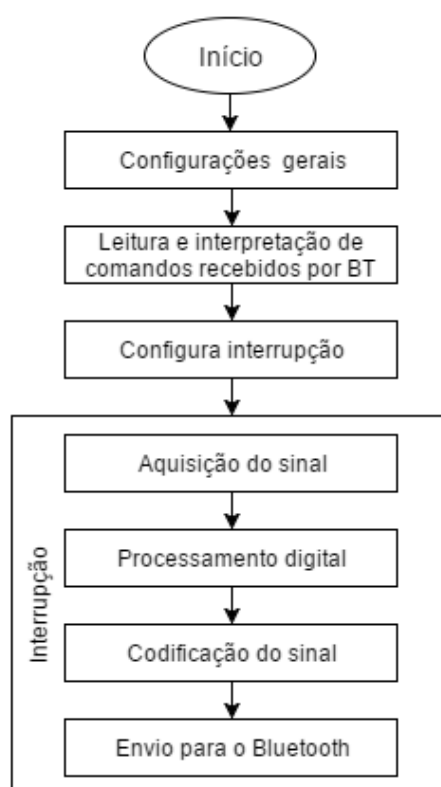 Início
Configurações gerais
Leitura e interpretação de
comandos recebidos por BT
Configura interrupção
Interrupção
Aquisição do sinal
Processamento digital
Codificação do sinal
Envio para o Bluetooth